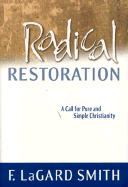 Radical
RESTORATION
A Call for Pure and
Simple Christianity
F. LAGARD SMITH